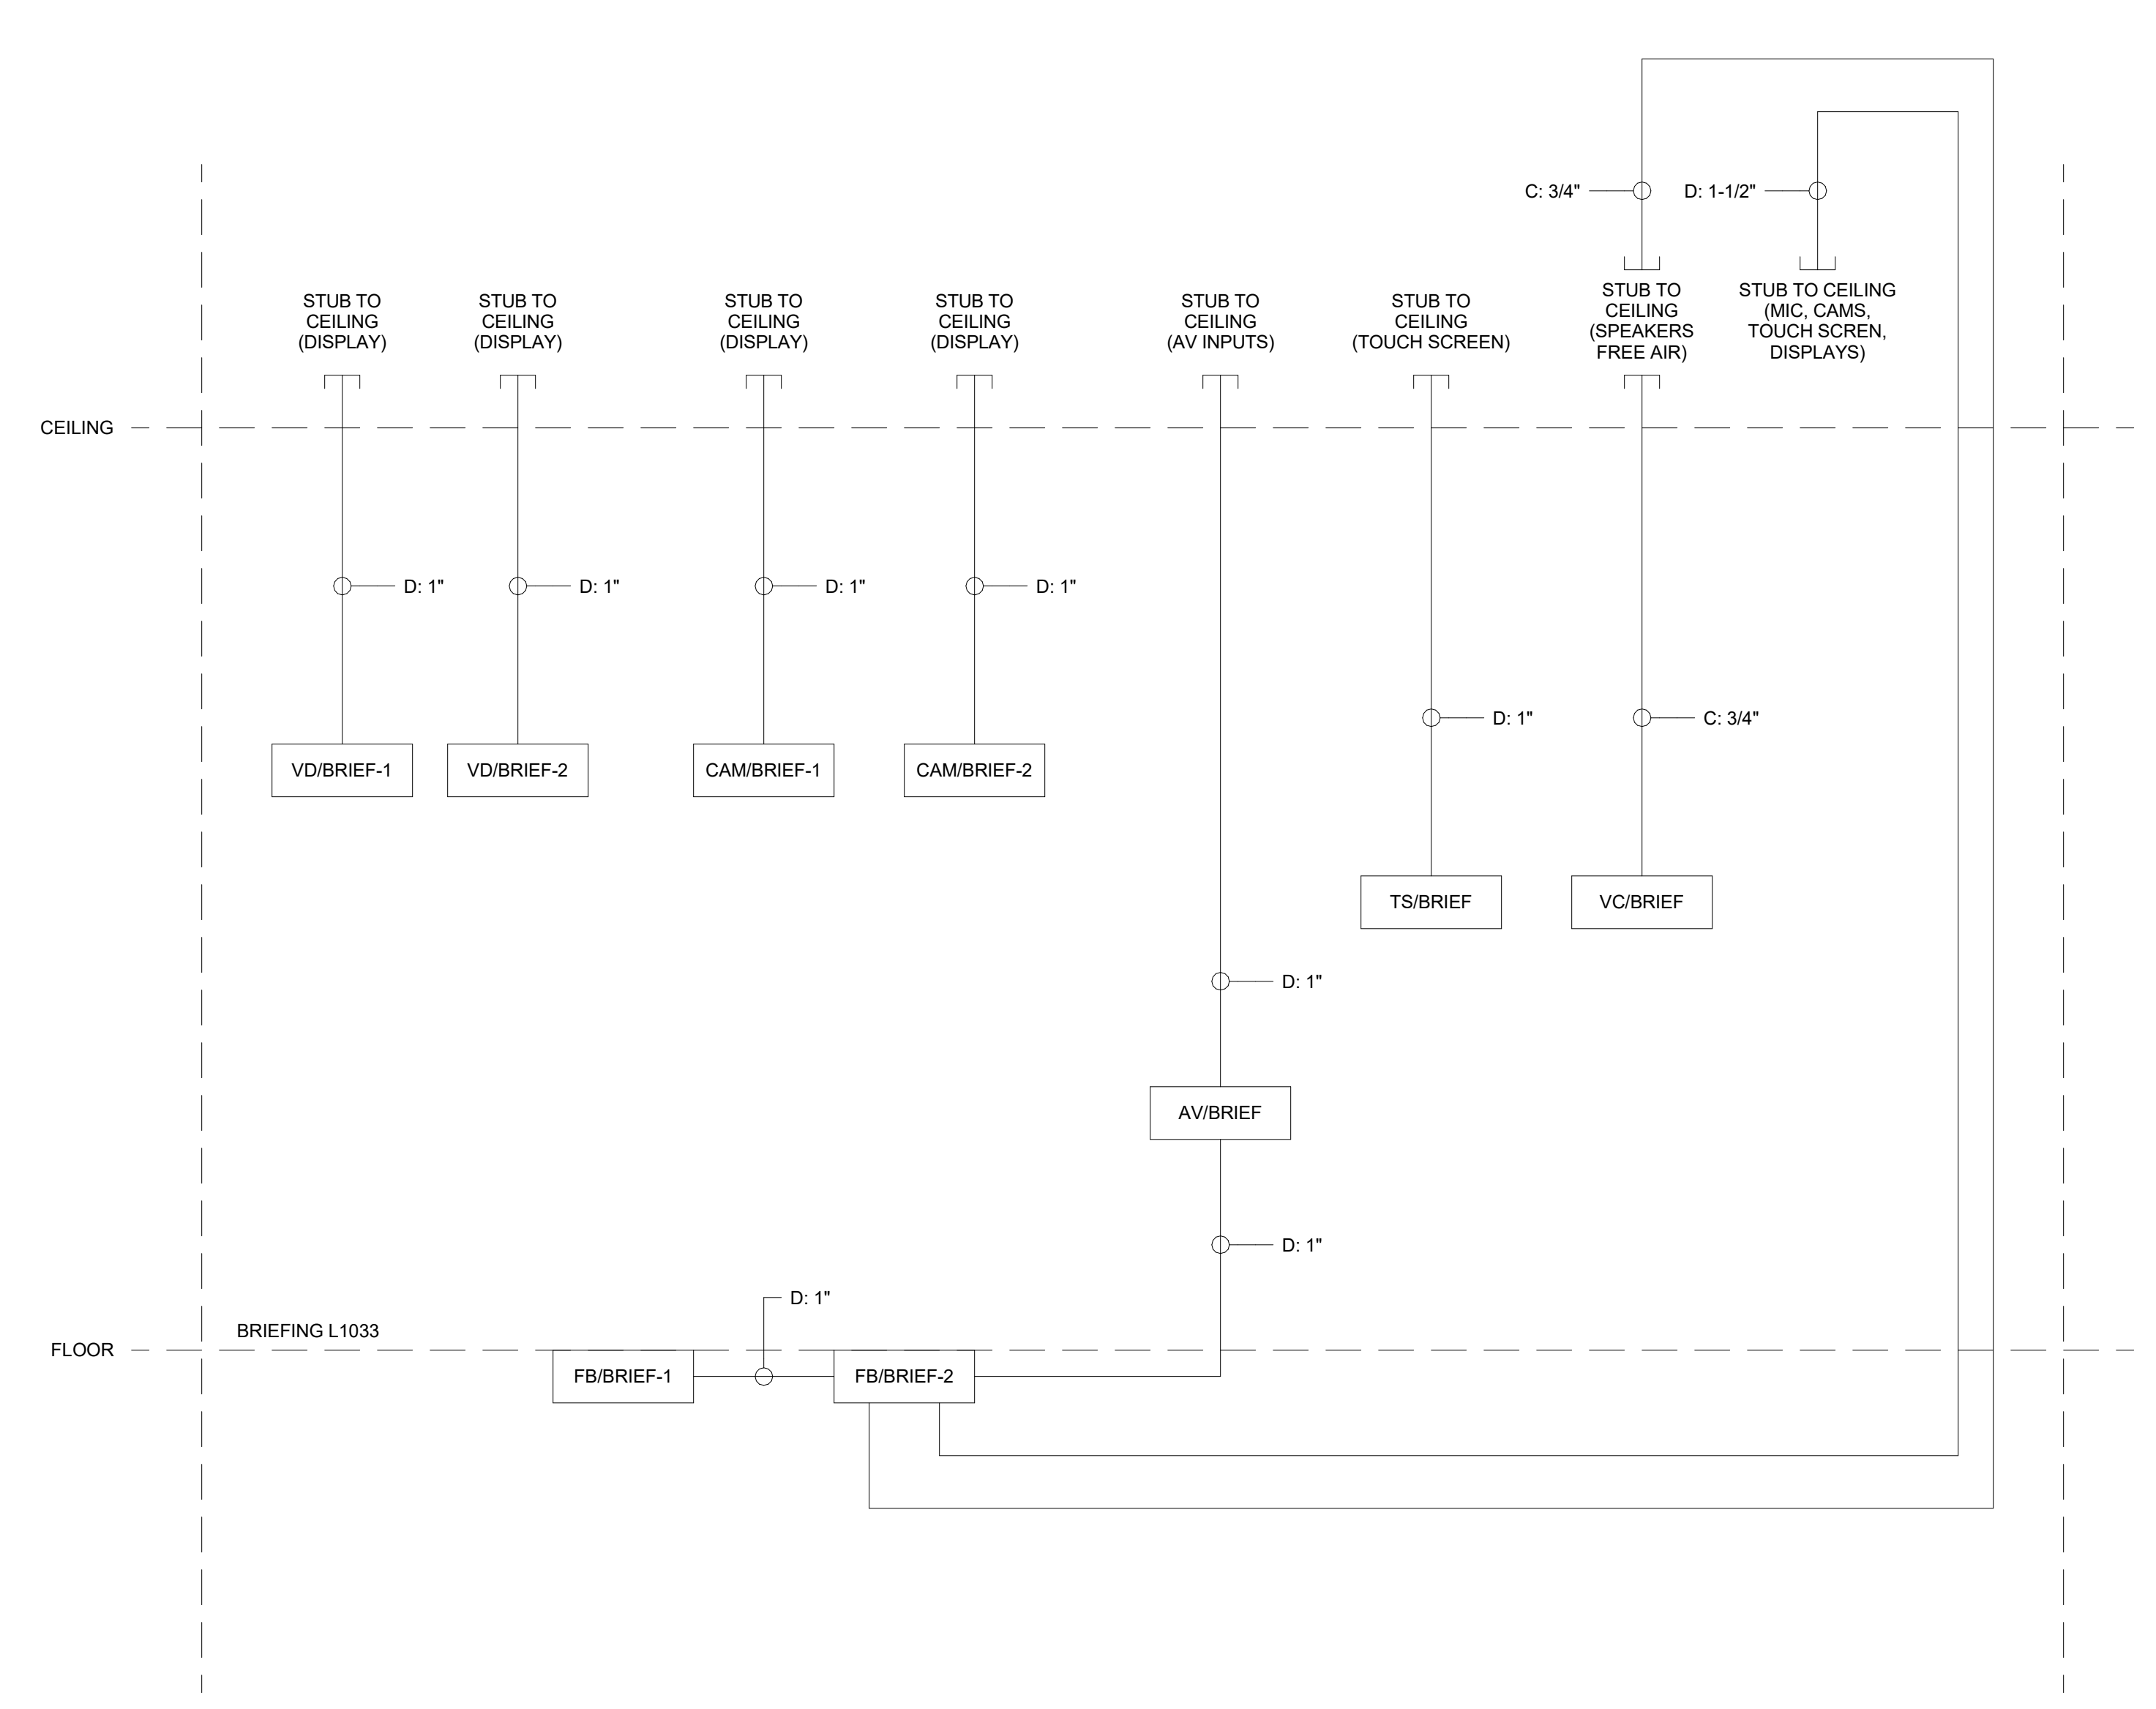 C: 3/4"
D: 1-1/2"
STUB TO
CEILING
(DISPLAY)
STUB TO
CEILING
(DISPLAY)
STUB TO
CEILING
(DISPLAY)
STUB TO
CEILING
(DISPLAY)
STUB TO
CEILING
(AV INPUTS)
STUB TO
CEILING
(TOUCH SCREEN)
STUB TO
CEILING
(SPEAKERS
FREE AIR)
STUB TO CEILING
(MIC, CAMS,
TOUCH SCREN,
DISPLAYS)
CEILING
D: 1"
D: 1"
D: 1"
D: 1"
D: 1"
C: 3/4"
VD/BRIEF-1
VD/BRIEF-2
CAM/BRIEF-1
CAM/BRIEF-2
TS/BRIEF
VC/BRIEF
D: 1"
AV/BRIEF
D: 1"
D: 1"
BRIEFING L1033
FLOOR
FB/BRIEF-1
FB/BRIEF-2